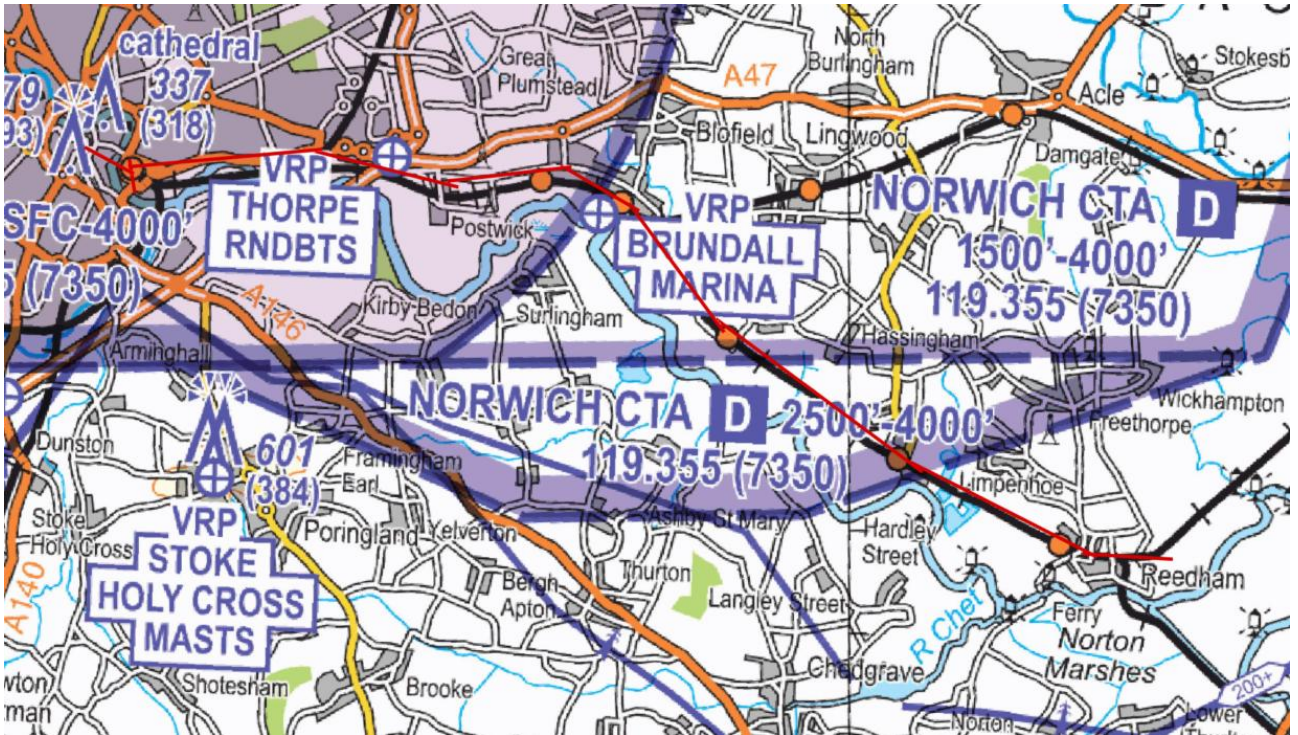 cathedral
337
(318)
79
93)
Great
Plumstead
North
Burlingham
A47
Stokesb
Acle
Blofield
Lingwood
Damgate
VRP
THORPE
RNDBTS
Postwick
VRP
BRUNDALL
MARINA
NORWICH CTA D
1500'-4000'
119.355 (7350)
SFC-4000'
5 (7350)
A146
Kirby Bedon
Surlingham
Hassingham
Arminghall
NORWICH CTA D 2500'-4000'
119.355 (7350)
Wickhampton
Freethorpe
Dunston
601
(384)
Framingham
Earl
Limpenhoe
Stoke
Holy Cross
VRP
STOKE
HOLY CROSS
MASTS
Poringland
Yelverton
Ashby St Mary
Hardley
Street
A140
Bergh-
Apton
Thurton
Langley Street
Reedham
Ferry
R Chet
Norton
Marshes
Chedgrave
200+
wton
rman
Shotesham
Brooke
Norton
Lower